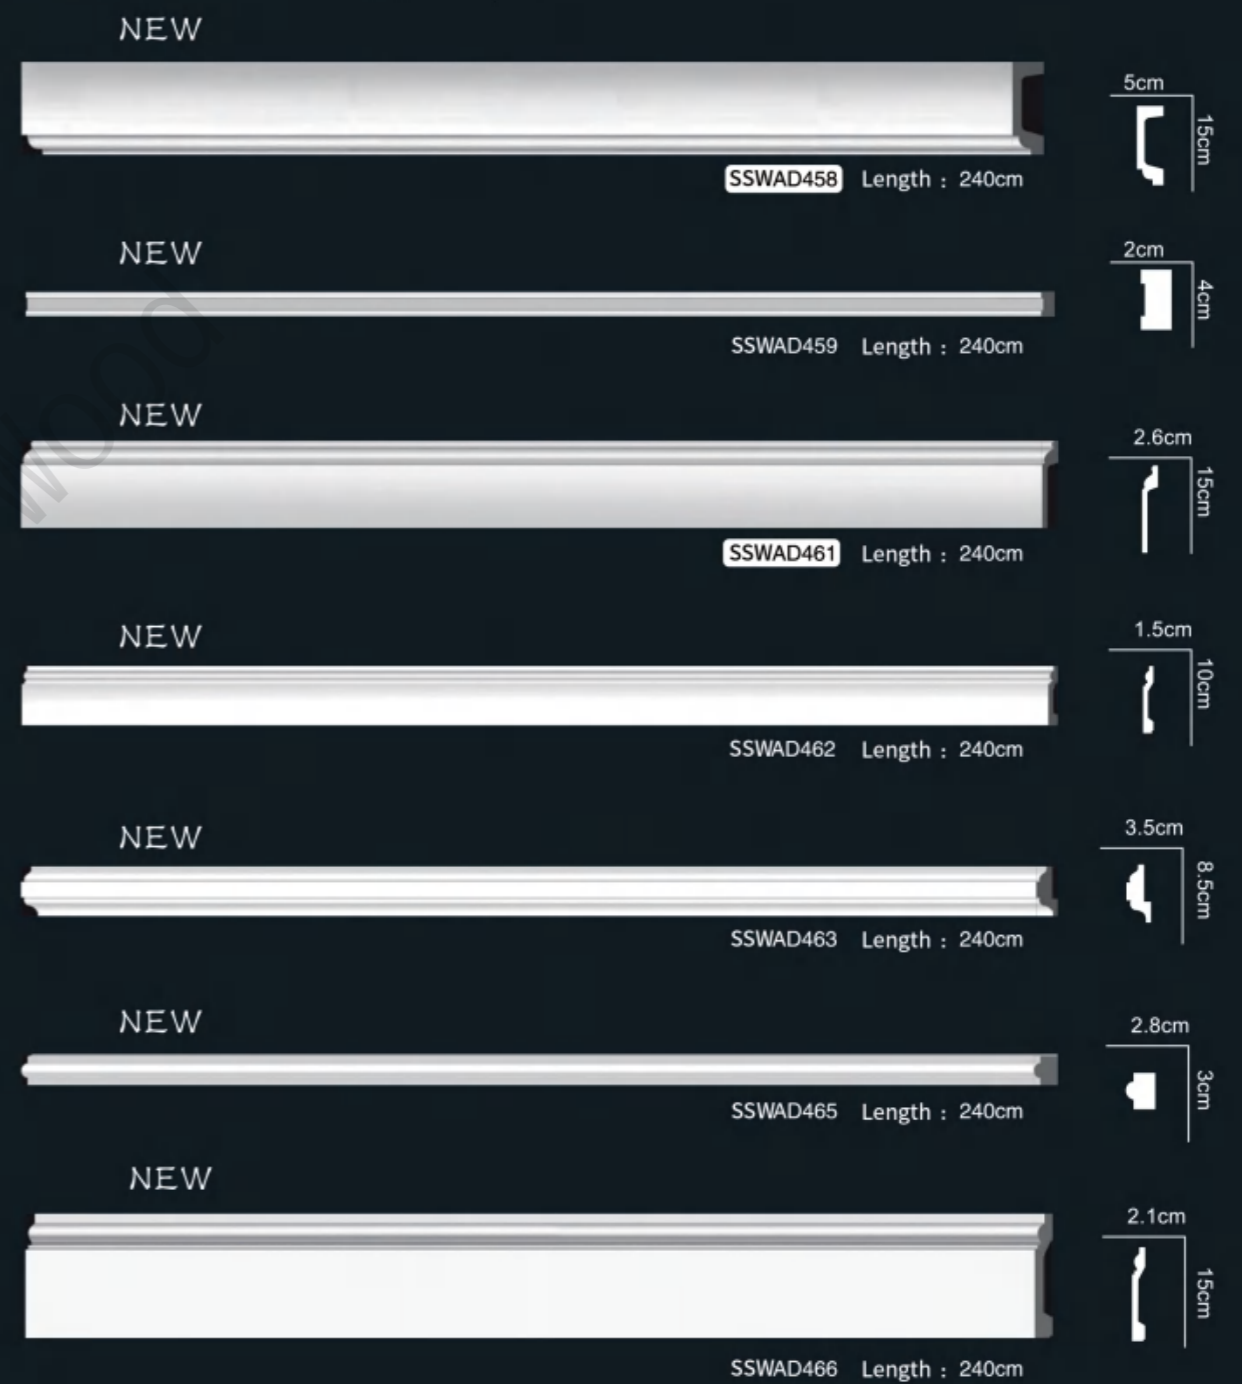 NEW
5cm
15cm
SSWAD458 Length : 240cm
NEW
2cm
4cm
SSWAD459 Length : 240cm
NEW
2.6cm
15cm
SSWAD461 Length : 240cm
NEW
1.5cm
10cm
SSWAD462 Length : 240cm
NEW
3.5cm
8.5cm
SSWAD463 Length : 240cm
NEW
2.8cm
3cm
SSWAD465 Length : 240cm
NEW
2.1cm
15cm
SSWAD466 Length : 240cm
wood